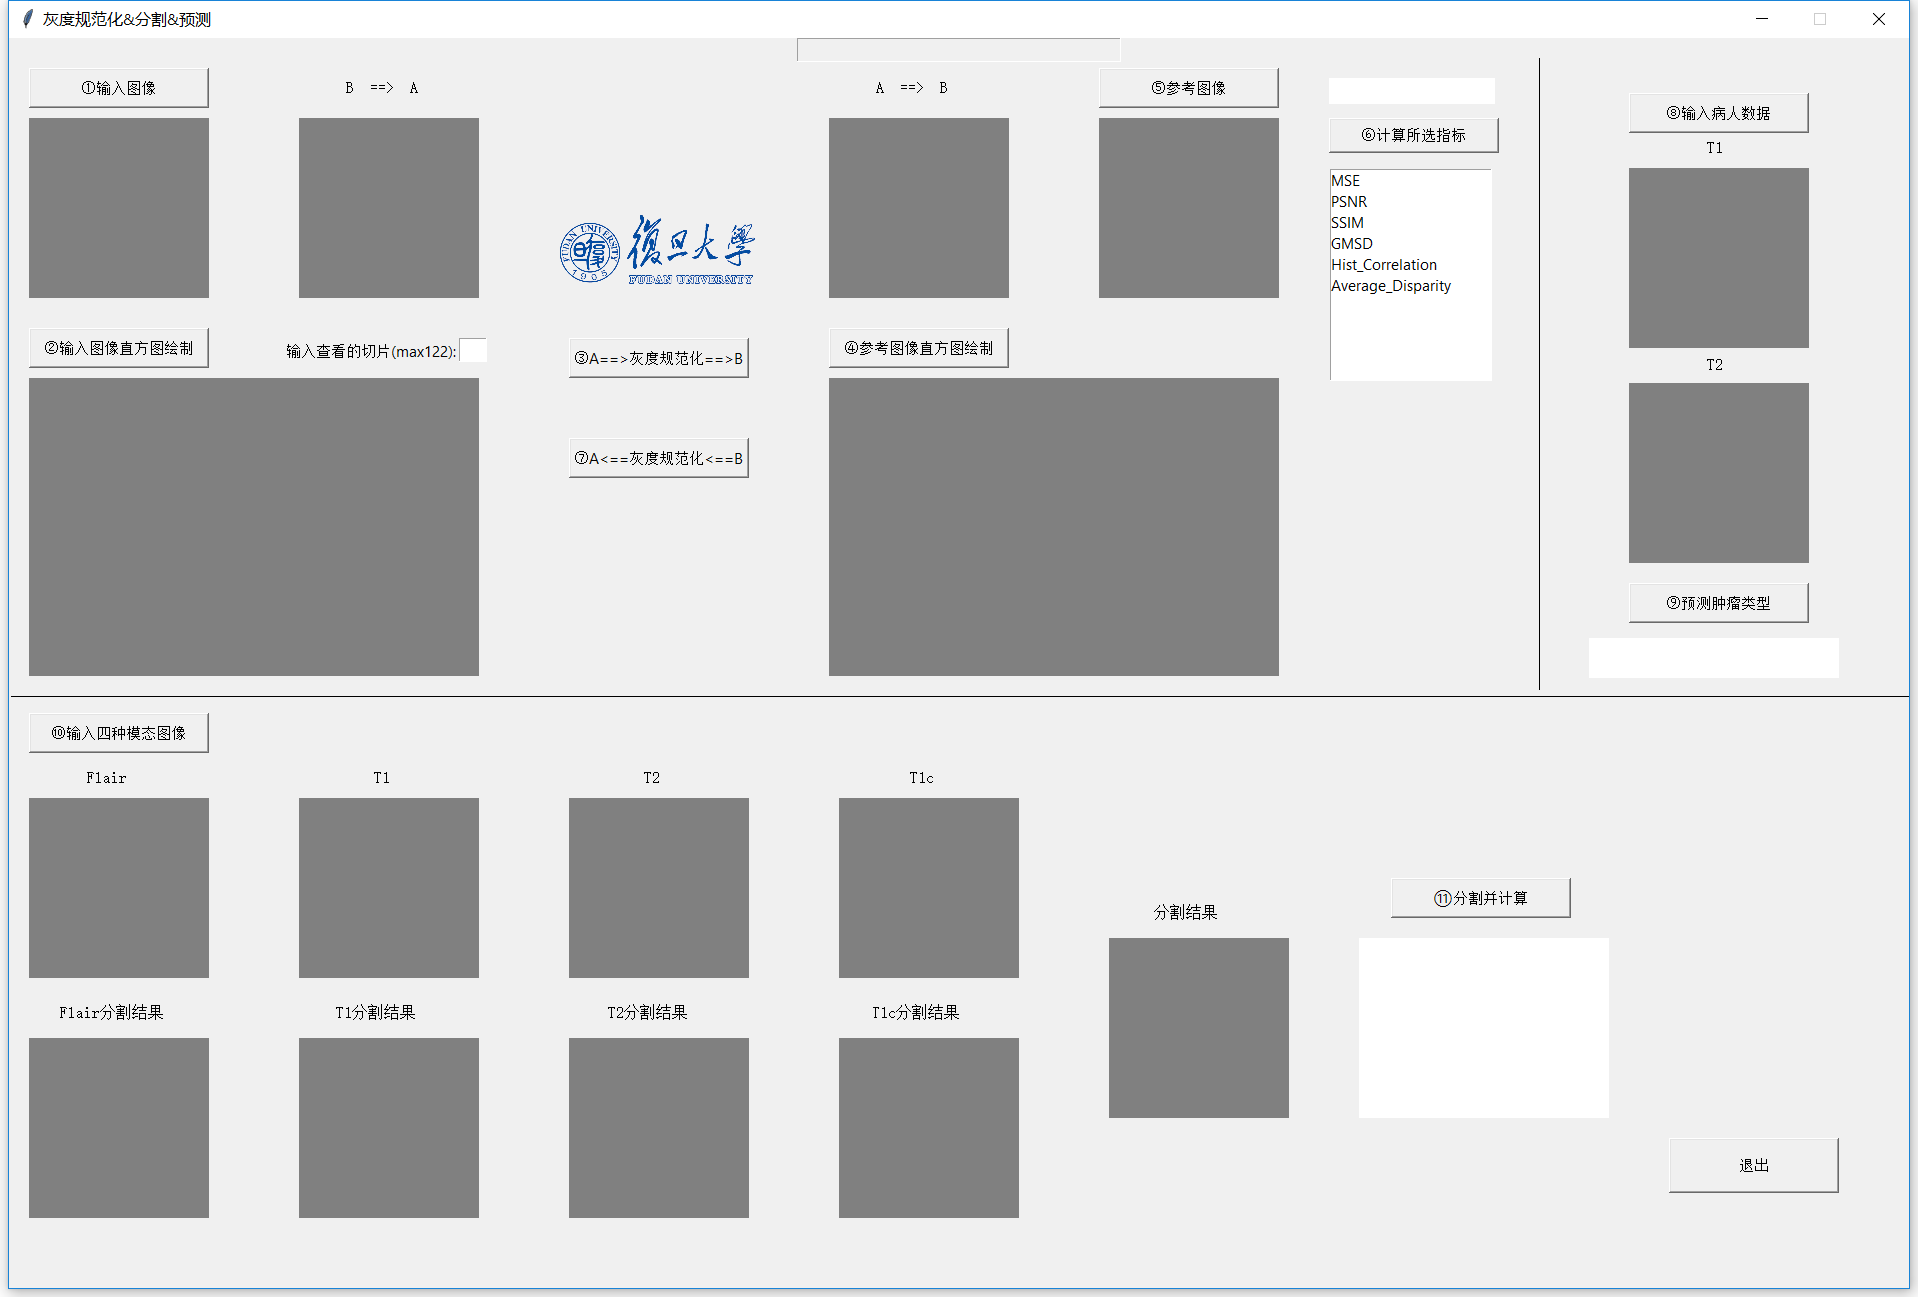 灰度规范化&分割&预测
①输入图像
B ==> A
A ==> B
⑤参考图像
⑥计算所选指标
MSE
PSNR
SSIM
GMSD
Hist_Correlation
Average_Disparity
FUDAN UNIVERSITY
1905
復旦大學
FUDAN UNIVERSITY
②输入图像直方图绘制
输入查看的切片(max122):
③A==>灰度规范化==>B
④参考图像直方图绘制
⑦A<==灰度规范化<==B
⑧输入病人数据
T1
T2
⑨预测肿瘤类型
⑩输入四种模态图像
Flair
T1
T2
T1c
Flair分割结果
T1分割结果
T2分割结果
T1c分割结果
分割结果
⑪分割并计算
退出